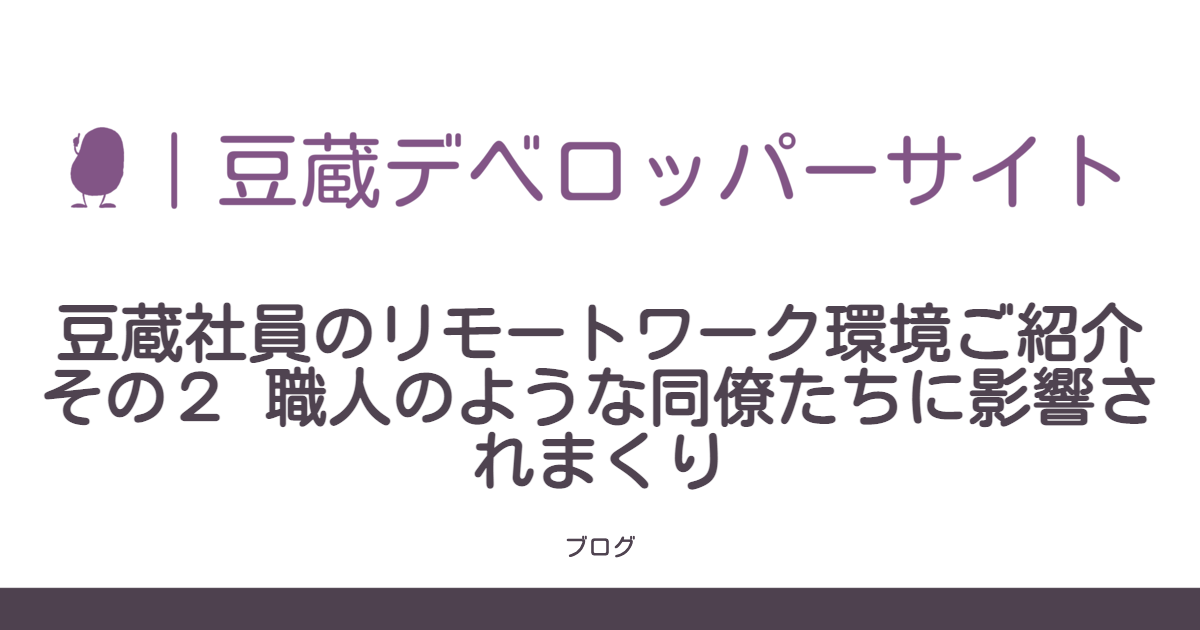 ｜豆蔵デベロッパーサイト
豆蔵社員のリモートワーク環境ご紹介
その２ 職人のような同僚たちに影響さ
れまくり
ブログ